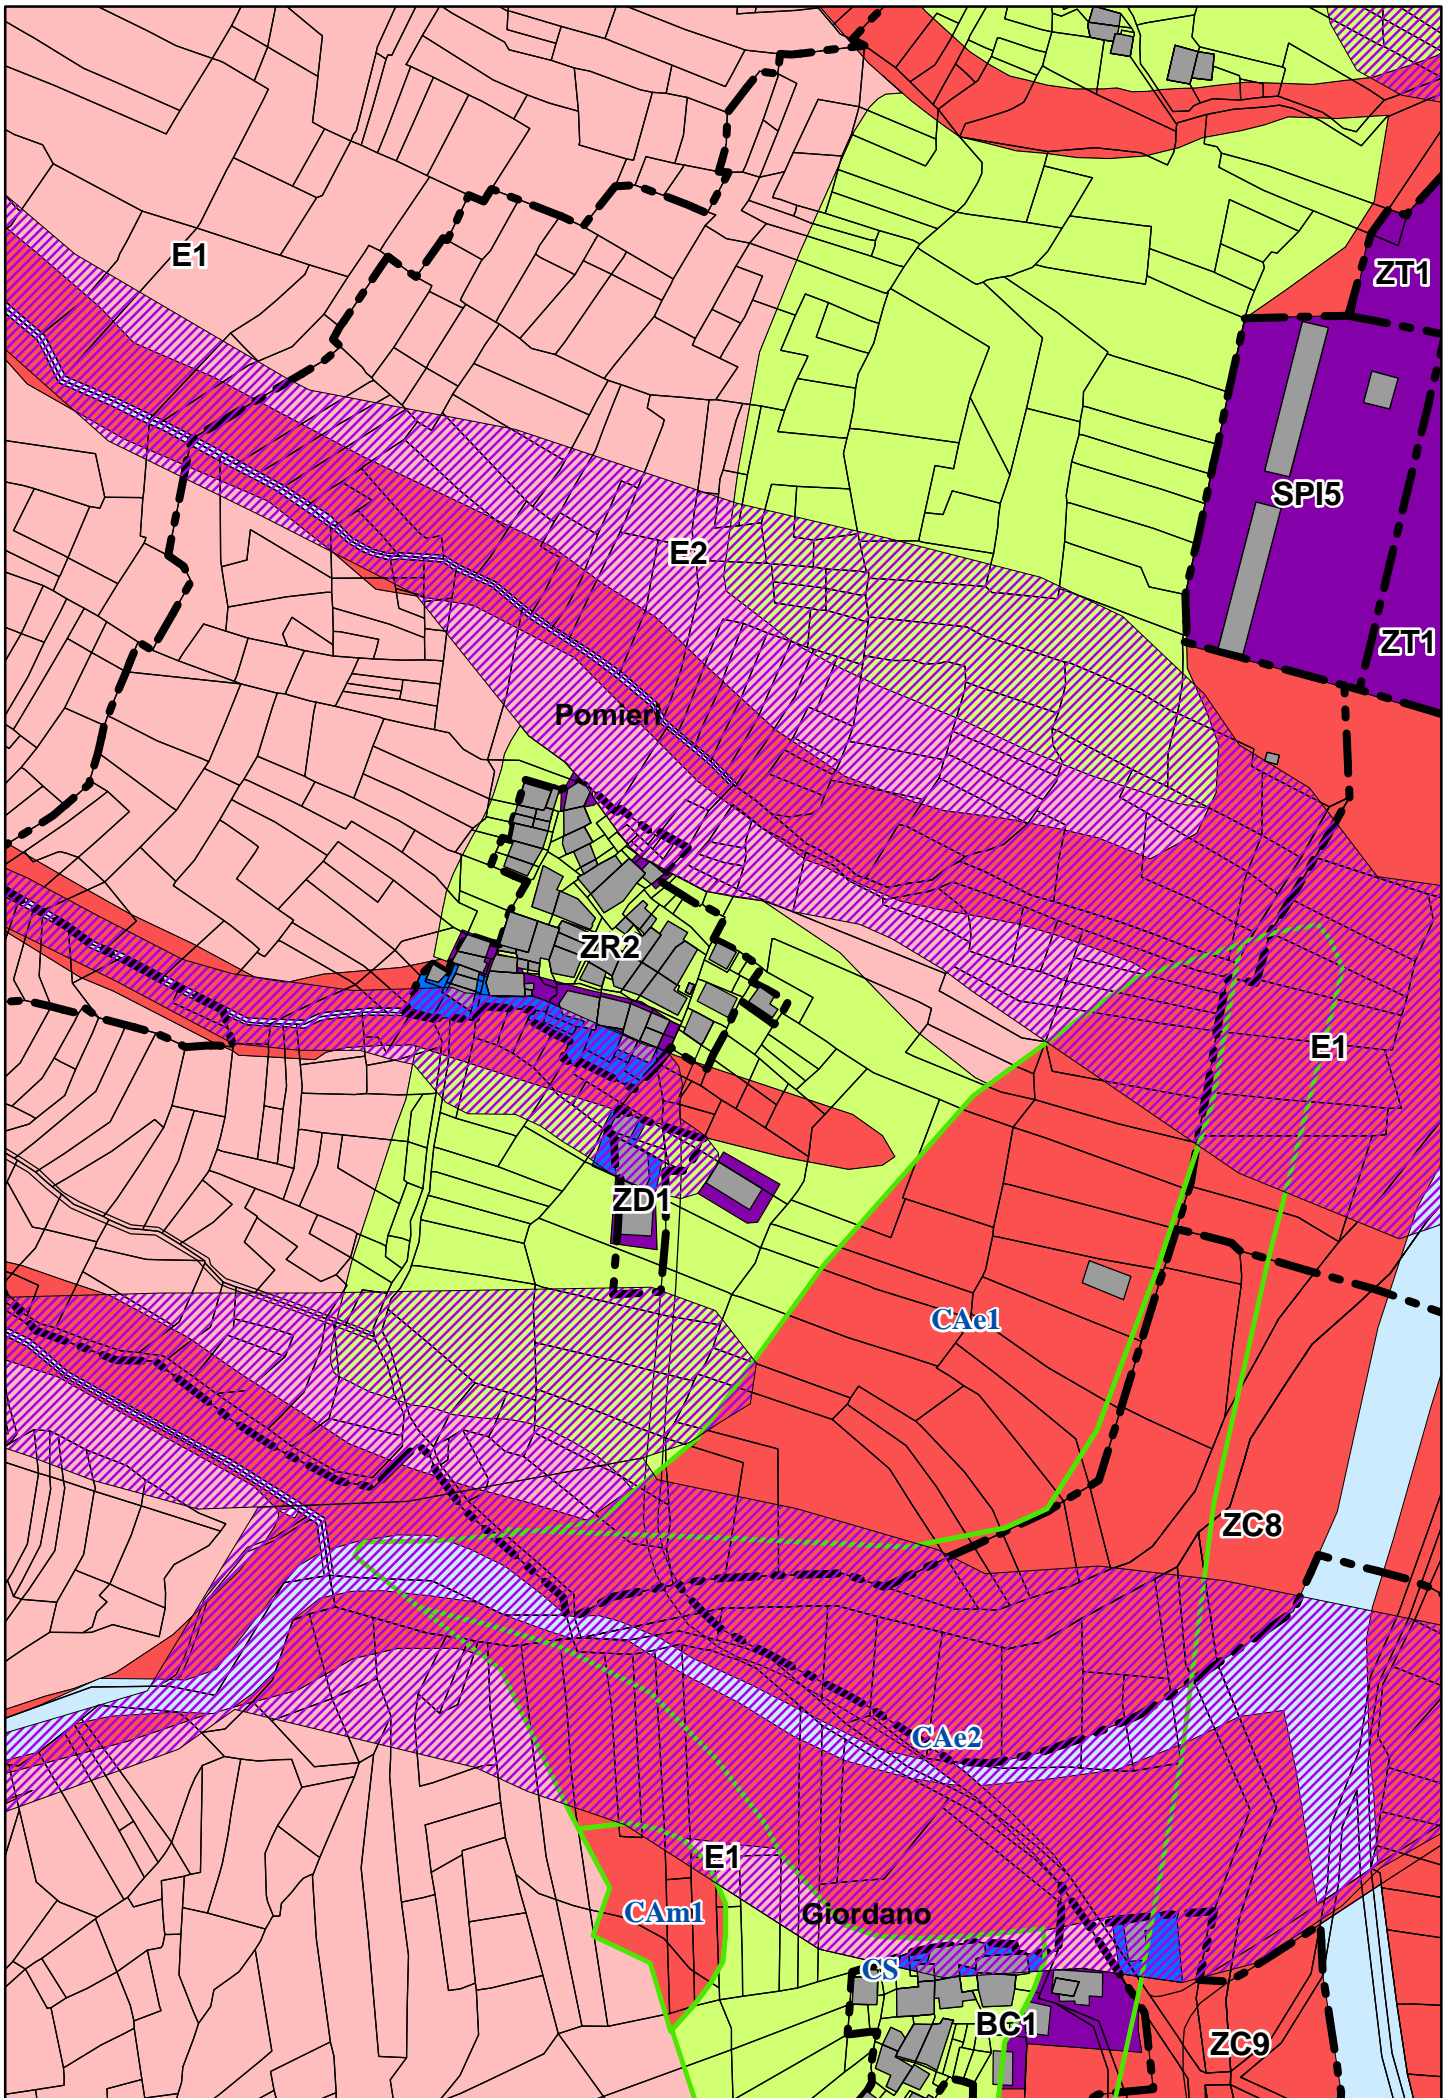 E1
ZT1
SPI5
E2
ZT1
Pomieri
ZR2
E1
ZD1
CAe1
ZC8
CAe2
E1
CAm1
Giordano
CS
BC1
ZC9